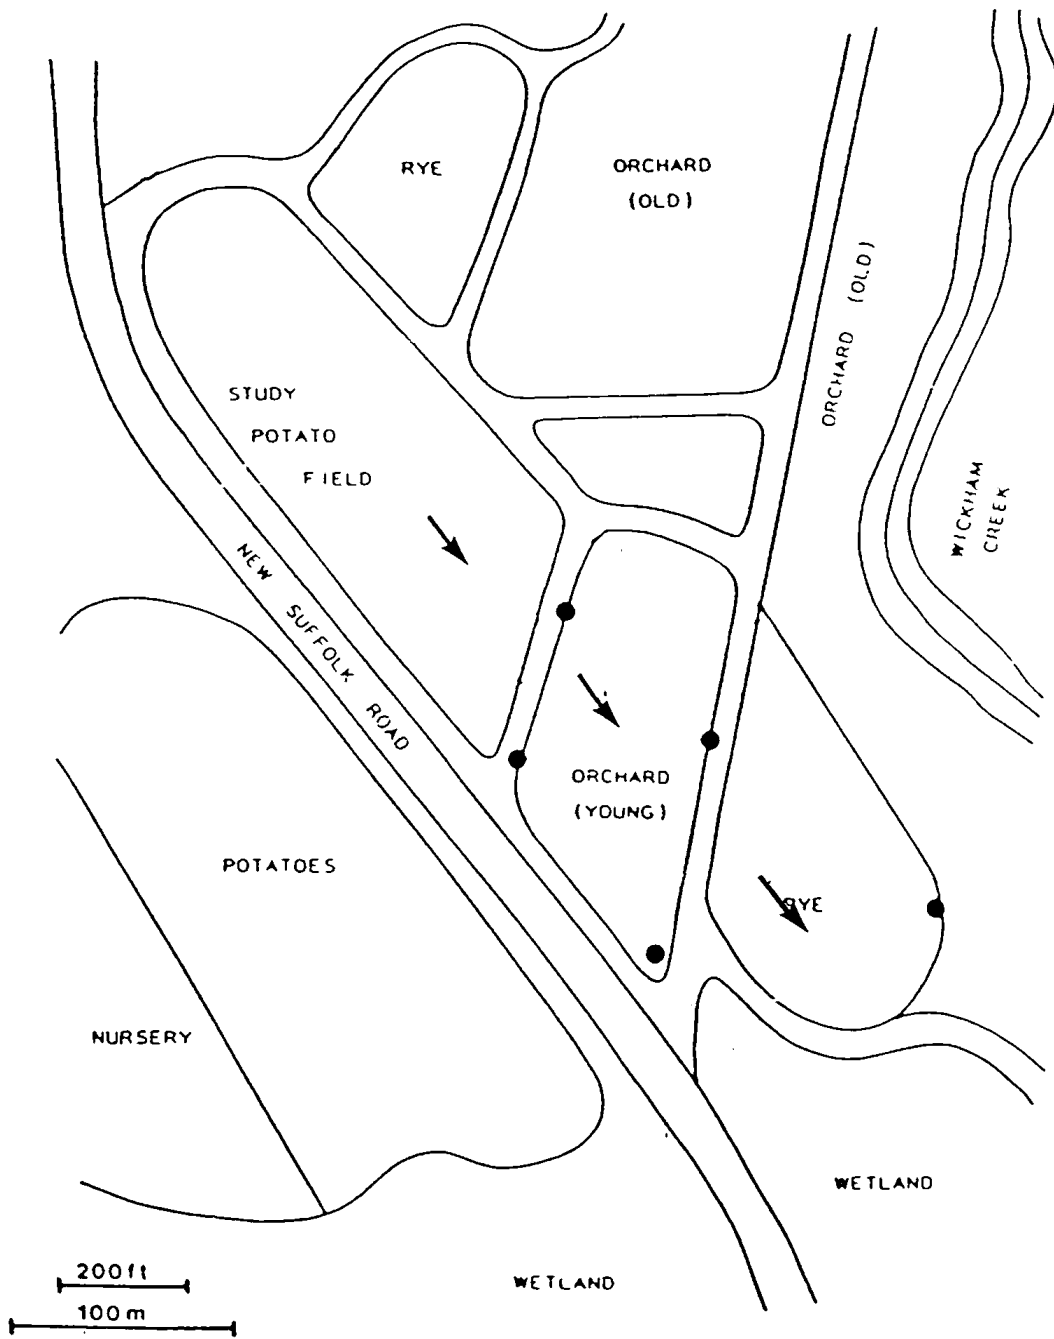 RYE
ORCHARD
(OLD)
ORCHARD (OLD)
STUDY
POTATO
FIELD
WICKHAM
CREEK
NEW SUFFOLK ROAD
ORCHARD
(YOUNG)
POTATOES
RYE
NURSERY
WETLAND
200ft
100m
WETLAND